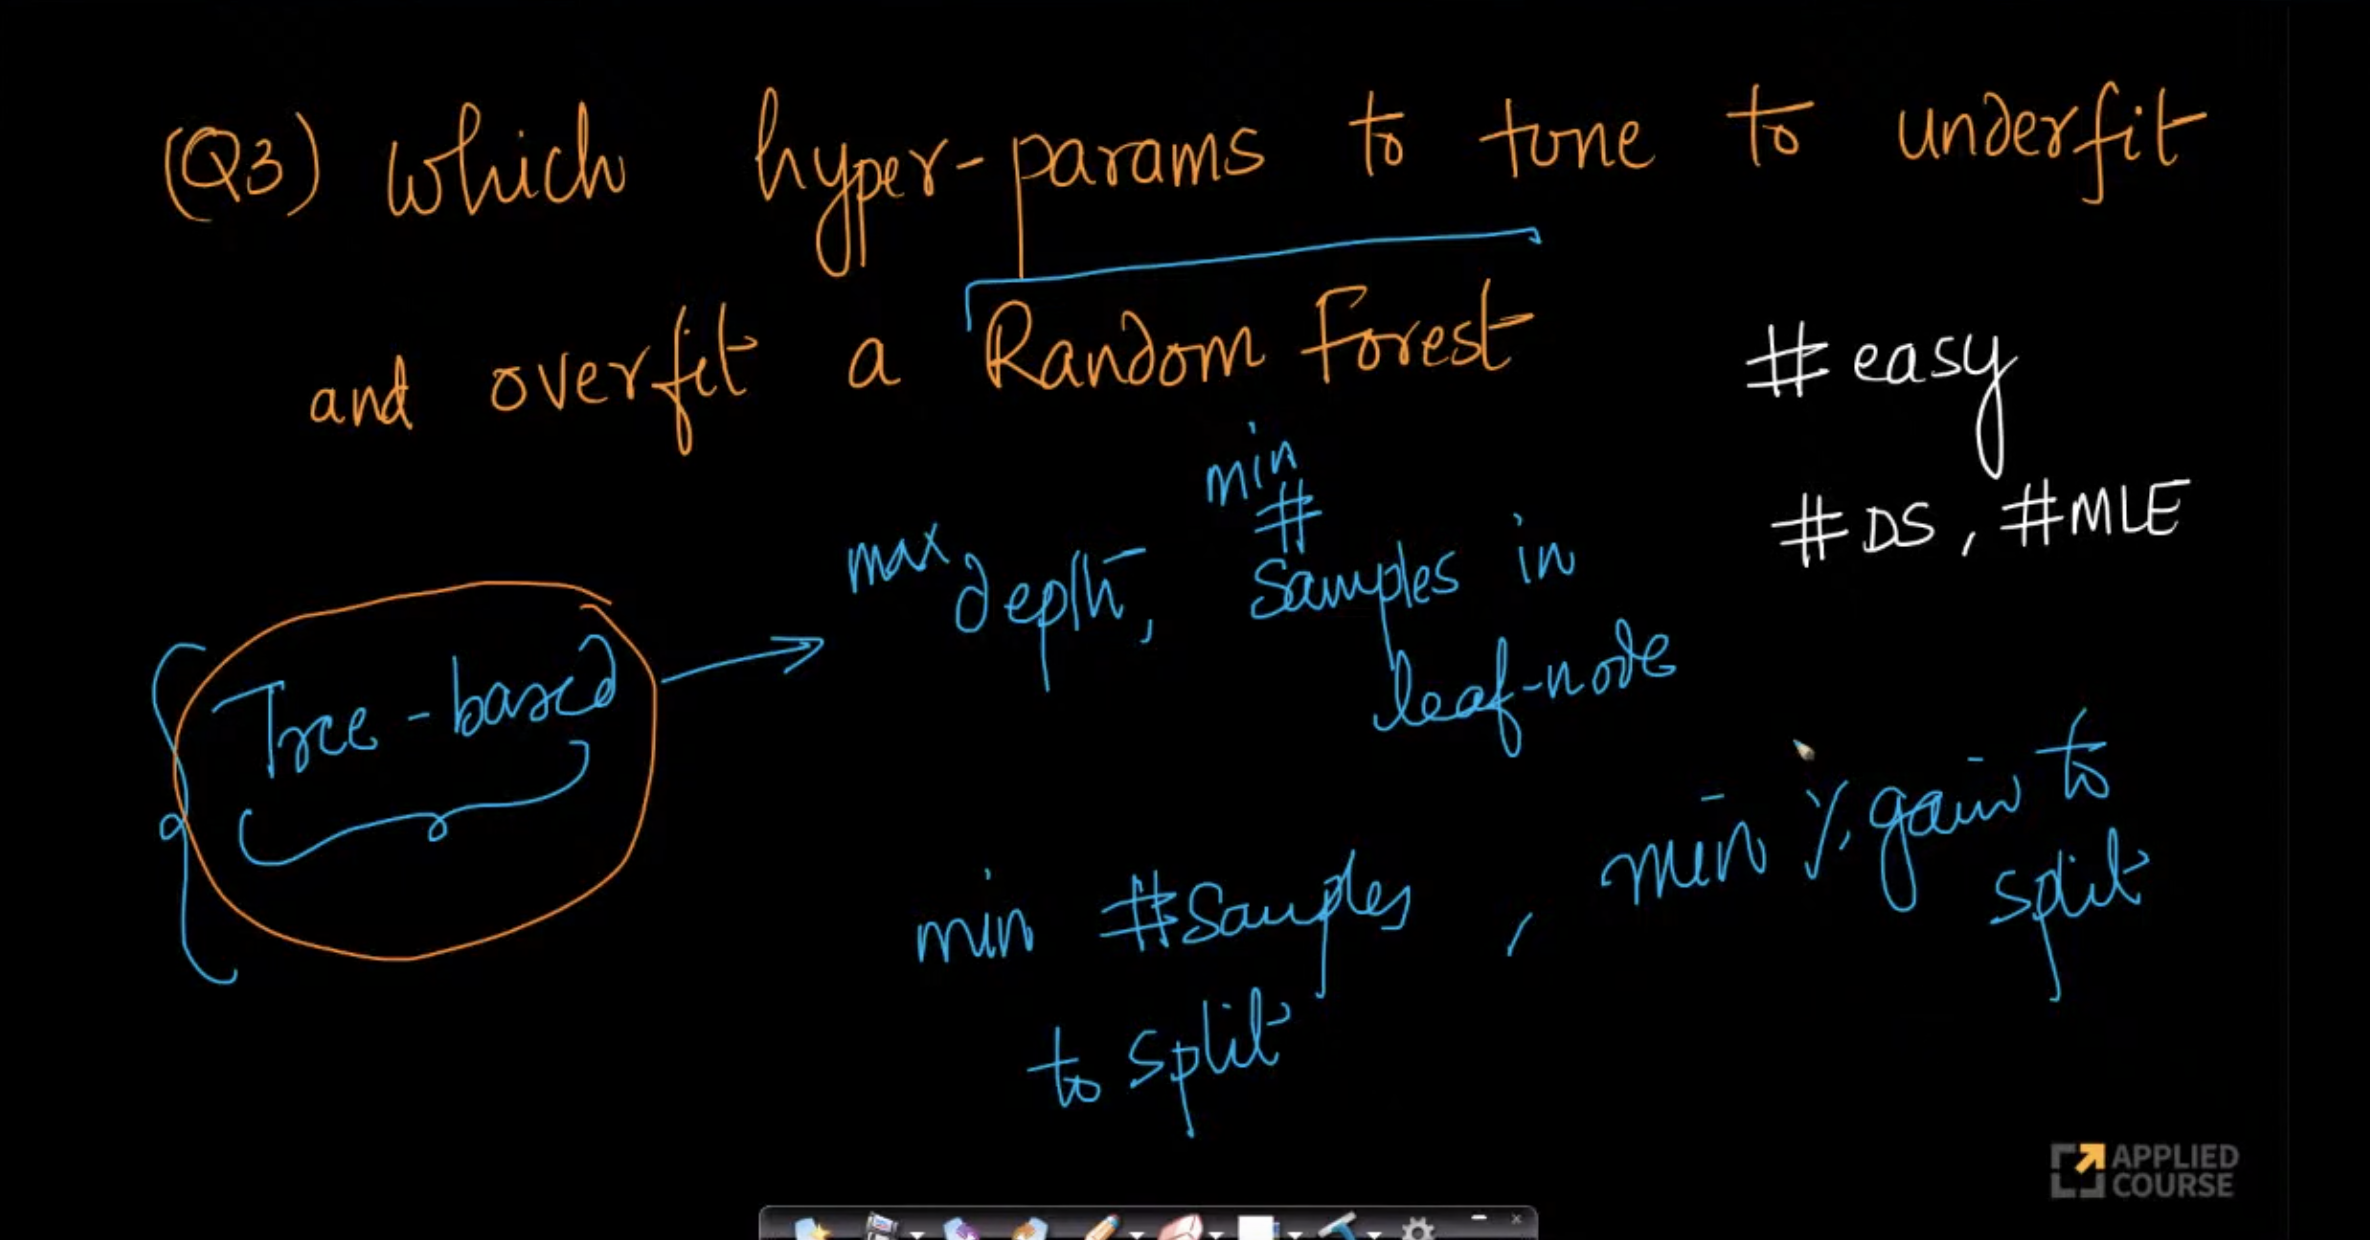 (Q3) which hyper-params to tune to underfit
and overfit a Random Forest
#easy
#DS, #MLE
Tree-based
max depth, min # samples in
leaf-node
min #samples
to split
, min % gain to
split
APPLIED
COURSE